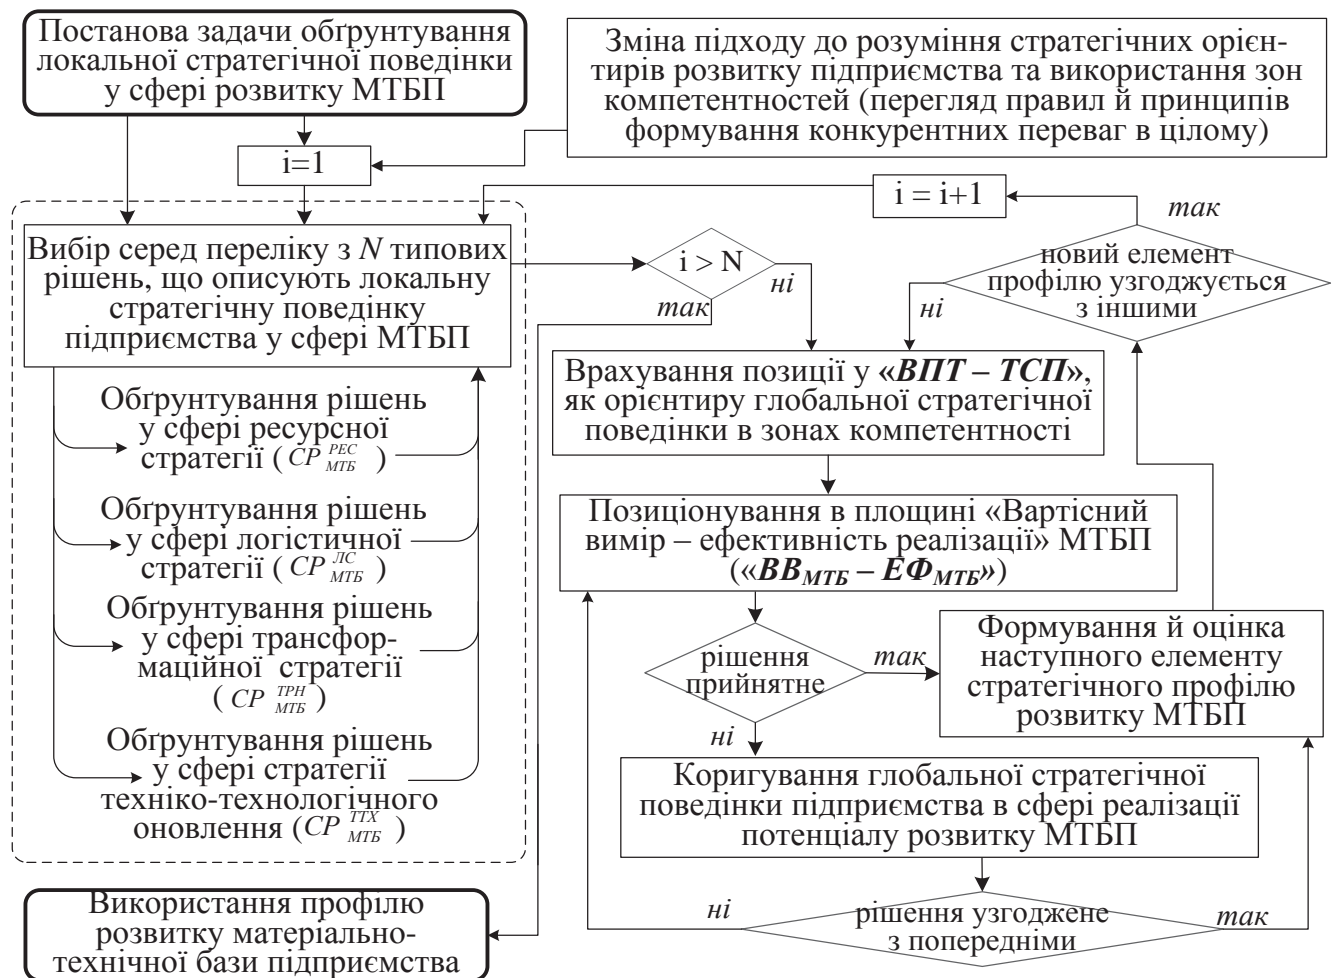 Постанова задачи обґрунтування
локальної стратегічної поведінки
у сфері розвитку МТБП
Зміна підходу до розуміння стратегічних орієн-
тирів розвитку підприємства та використання зон
компетентностей (перегляд правил й принципів
формування конкурентних переваг в цілому)
i=1
i = i+1
так
Вибір серед переліку з N типових
рішень, що описують локальну
стратегічну поведінку
підприємства у сфері МТБП
i > N
ні
так
новий елемент
профілю узгоджується
з іншими
ні
Врахування позиції у «ВПТ – ТСП»,
як орієнтиру глобальної стратегічної
поведінки в зонах компетентності
Обґрунтування рішень
у сфері ресурсної
стратегії (СР РЕС МТБ)
Обґрунтування рішень
у сфері логістичної
стратегії (СР ЛС МТБ)
Обґрунтування рішень
у сфері трансфор-
маційної стратегії
(СР ТРН МТБ)
Обґрунтування рішень
у сфері стратегії
техніко-технологічного
оновлення (СР ТТХ МТБ)
Позиціонування в площині «Вартісний
вимір – ефективність реалізації» МТБП
(«ВВМТБ – ЕФМТБ»)
рішення
прийнятне
так
ні
Формування й оцінка
наступного елементу
стратегічного профілю
розвитку МТБП
Коригування глобальної стратегічної
поведінки підприємства в сфері реалізації
потенціалу розвитку МТБП
ні
рішення узгоджене
з попередніми
так
Використання профілю
розвитку матеріально-
технічної бази підприємства